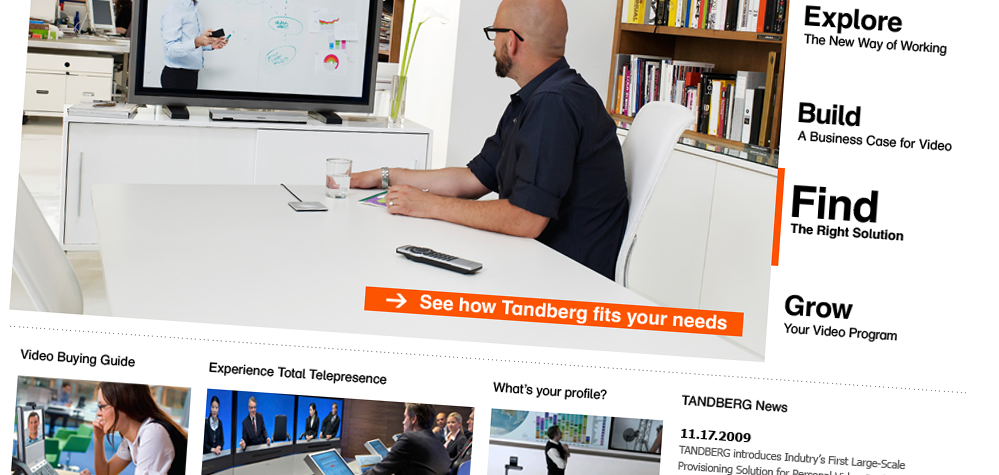 Explore
The New Way of Working
Build
A Business Case for Video
Find
The Right Solution
Grow
Your Video Program
→ See how Tandberg fits your needs
Video Buying Guide
Experience Total Telepresence
What's your profile?
TANDBERG News
11.17.2009
TANDBERG introduces Indutry's First Large-Scale
Provisioning Solution for Personal Video